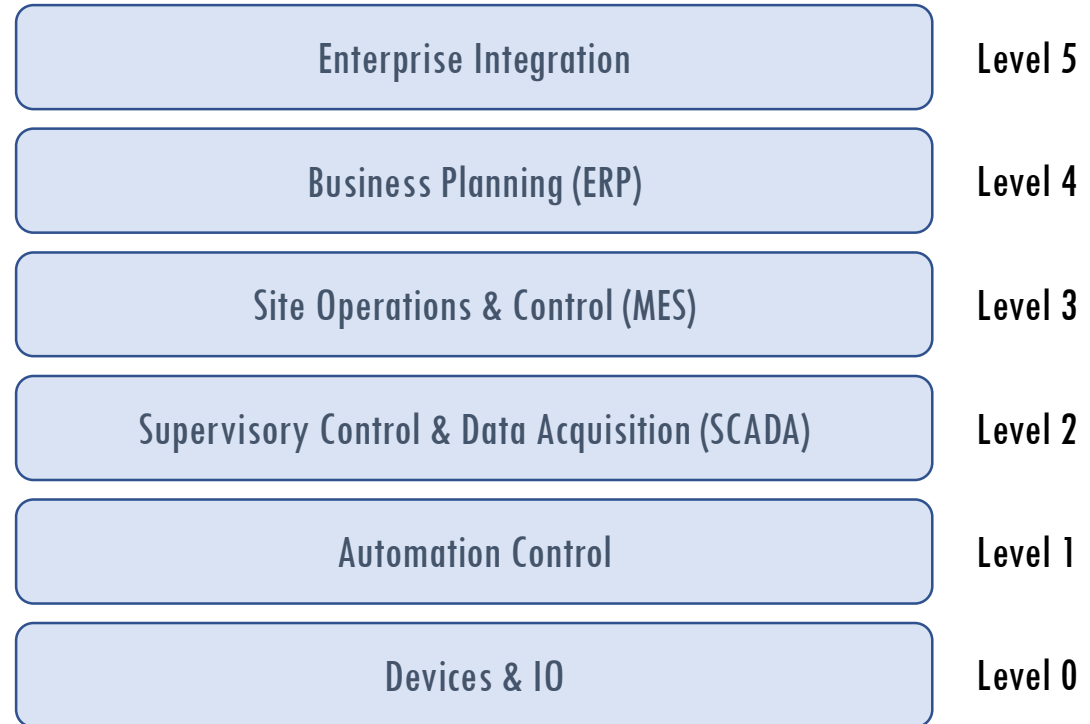 Enterprise Integration Level 5
Business Planning (ERP) Level 4
Site Operations & Control (MES) Level 3
Supervisory Control & Data Acquisition (SCADA) Level 2
Automation Control Level 1
Devices & IO Level 0